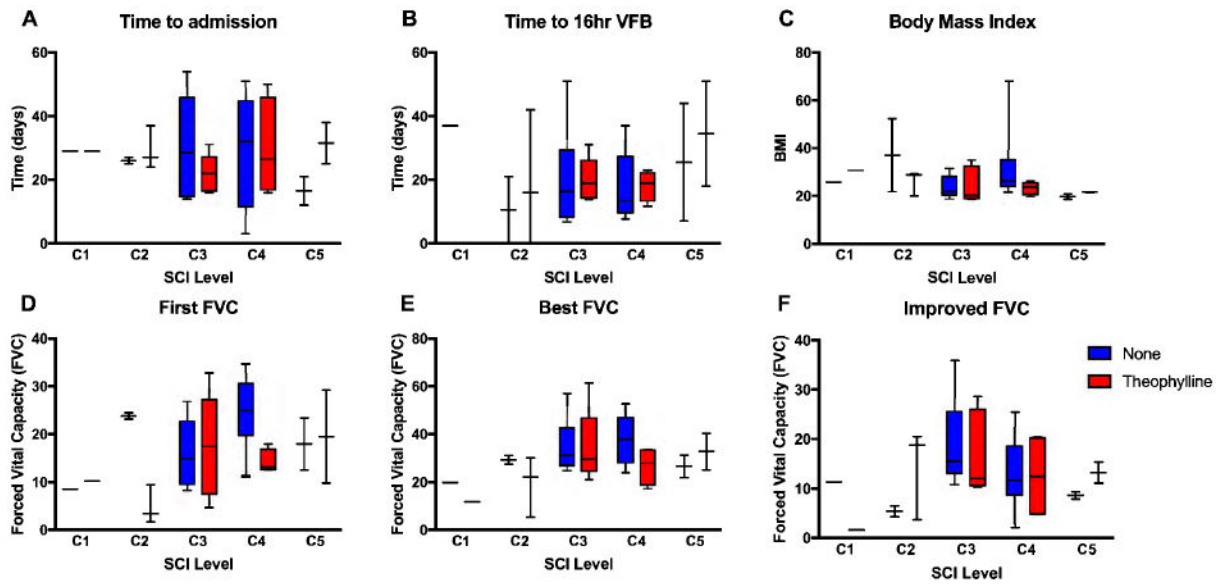 A Time to admission
60
40
20
0
Time (days)
C1 C2 C3 C4 C5
SCI Level
B Time to 16hr VFB
60
40
20
0
Time (days)
C1 C2 C3 C4 C5
SCI Level
C Body Mass Index
80
60
40
20
0
BMI
C1 C2 C3 C4 C5
SCI Level
D First FVC
40
30
20
10
0
Forced Vital Capacity (FVC)
C1 C2 C3 C4 C5
SCI Level
E Best FVC
80
60
40
20
0
Forced Vital Capacity (FVC)
C1 C2 C3 C4 C5
SCI Level
F Improved FVC
40
30
20
10
0
Forced Vital Capacity (FVC)
C1 C2 C3 C4 C5
SCI Level
None
Theophylline